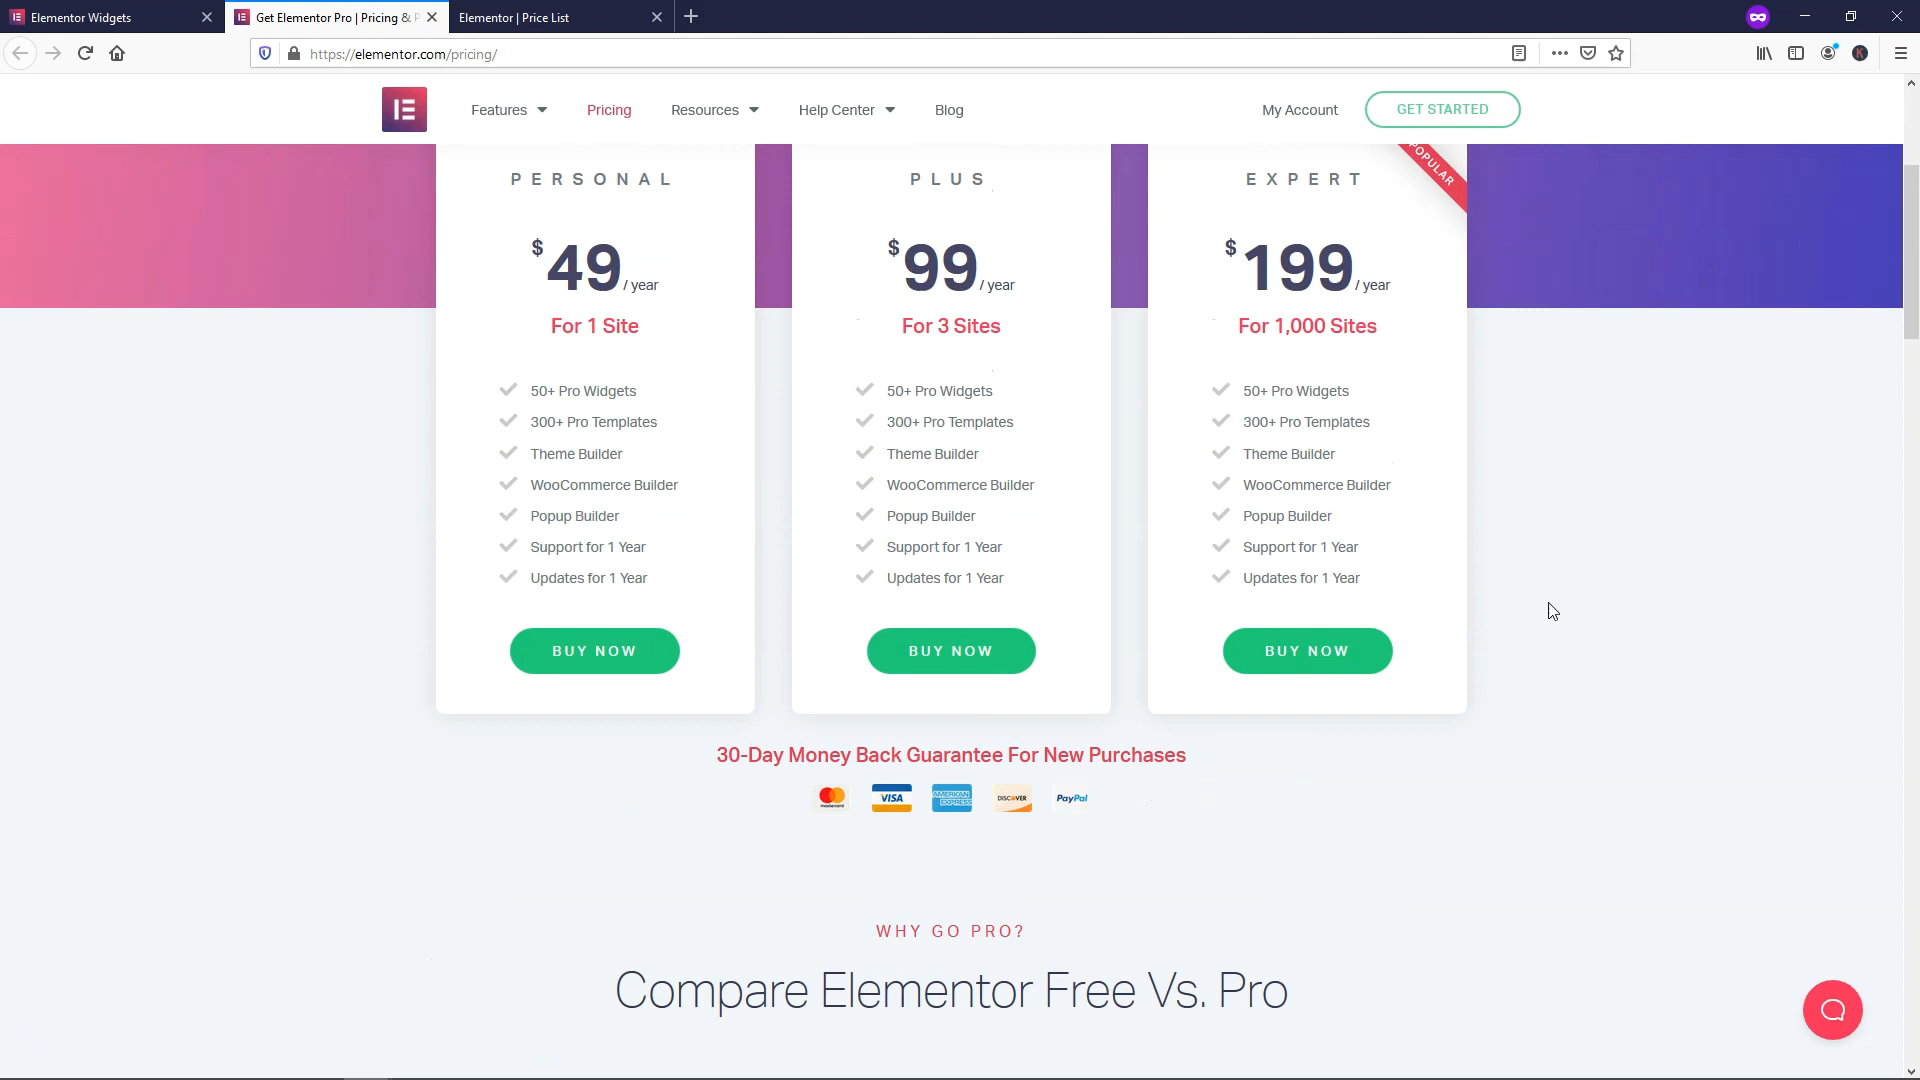 Elementor Widgets
Get Elementor Pro | Pricing & P
Elementor | Price List
https://elementor.com/pricing/
Features
Pricing
Resources
Help Center
Blog
My Account
GET STARTED
PERSONAL
$49/ year
For 1 Site
50+ Pro Widgets
300+ Pro Templates
Theme Builder
WooCommerce Builder
Popup Builder
Support for 1 Year
Updates for 1 Year
BUY NOW
PLUS
$99/ year
For 3 Sites
50+ Pro Widgets
300+ Pro Templates
Theme Builder
WooCommerce Builder
Popup Builder
Support for 1 Year
Updates for 1 Year
BUY NOW
POPULAR
EXPERT
$199/ year
For 1,000 Sites
50+ Pro Widgets
300+ Pro Templates
Theme Builder
WooCommerce Builder
Popup Builder
Support for 1 Year
Updates for 1 Year
BUY NOW
30-Day Money Back Guarantee For New Purchases
mastercard
VISA
AMERICAN EXPRESS
DISCOVER
PayPal
WHY GO PRO?
Compare Elementor Free Vs. Pro